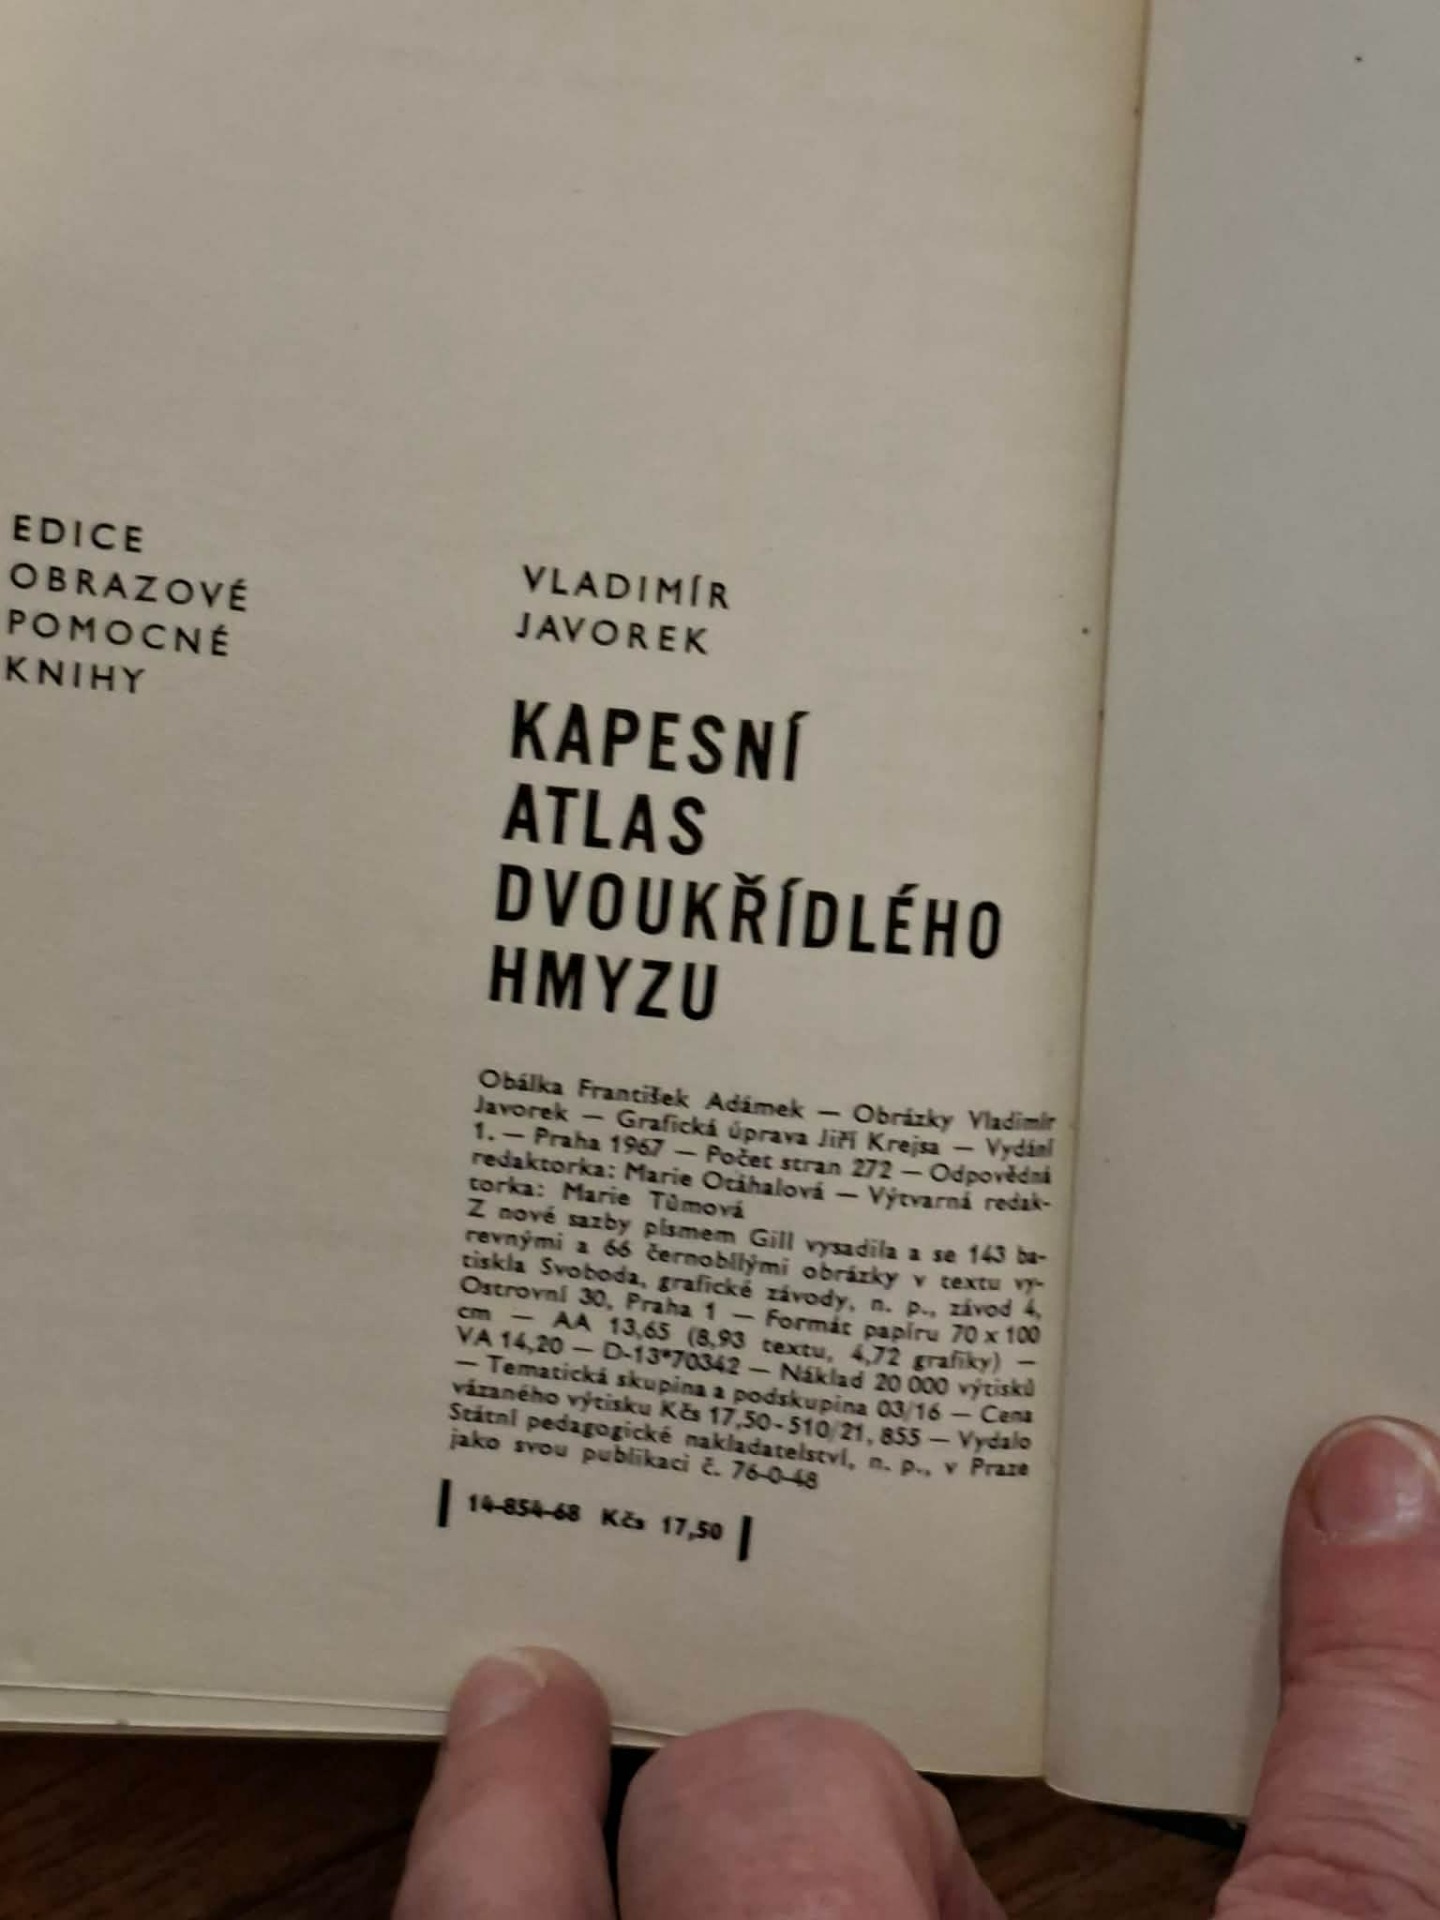 EDICE
OBRAZOVÉ
POMOCNÉ
KNIHY
VLADIMÍR
JAVOREK
KAPESNÍ
ATLAS
DVOUKŘÍDLÉHO
HMYZU
Obálka František Adámek — Obrázky Vladimír
Javorek — Grafická úprava Jiří Krejsa — Vydání
1. — Praha 1967 — Počet stran 272 — Odpovědná
redaktorka: Marie Otáhalová — Výtvarná redak-
torka: Marie Tůmová
Z nové sazby písmem Gill vysadila a se 143 ba-
revnými a 66 černobílými obrázky v textu vy-
tiskla Svoboda, grafické závody, n. p., závod 4,
Ostrovní 30, Praha 1 — Formát papíru 70 x 100
cm — AA 13,65 (8,93 textu, 4,72 grafiky) —
VA 14,20 — D-13*70342 — Náklad 20 000 výtisků
— Tematická skupina a podskupina 03/16 — Cena
vázaného výtisku Kčs 17,50-510/21, 855 — Vydalo
Státní pedagogické nakladatelství, n. p., v Praze
jako svou publikaci č. 76-0-48
14-854-68 Kčs 17,50